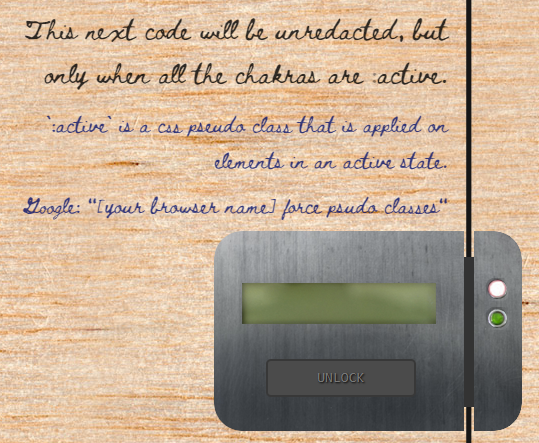 This next code will be unredacted, but
only when all the chakras are :active.
`:active` is a css pseudo class that is applied on
elements in an active state.
Google: "[your browser name] force psudo classes"
UNLOCK